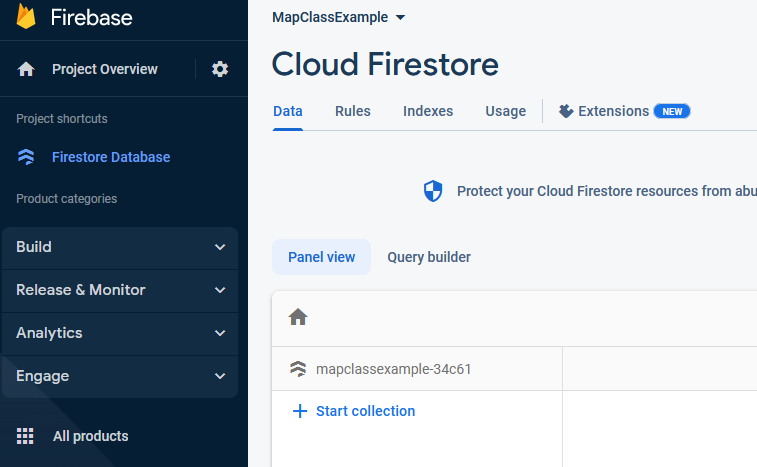 Firebase
Project Overview
Project shortcuts
Firestore Database
Product categories
Build
Release & Monitor
Analytics
Engage
All products
MapClassExample
Cloud Firestore
Data Rules Indexes Usage Extensions NEW
Protect your Cloud Firestore resources from abu
Panel view Query builder
mapclassexample-34c61
+ Start collection